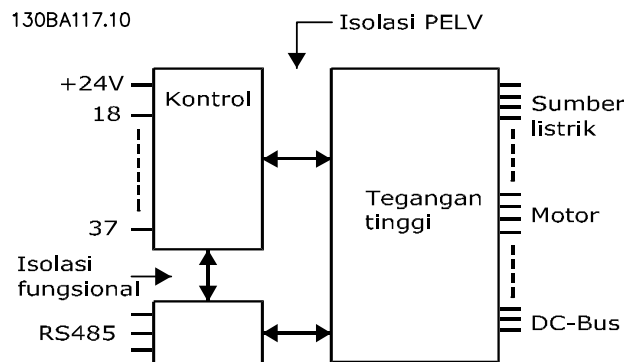 130BA117.10
Isolasi PELV
+24V
18
37
Kontrol
Tegangan
tinggi
Sumber
listrik
Motor
DC-Bus
Isolasi
fungsional
RS485